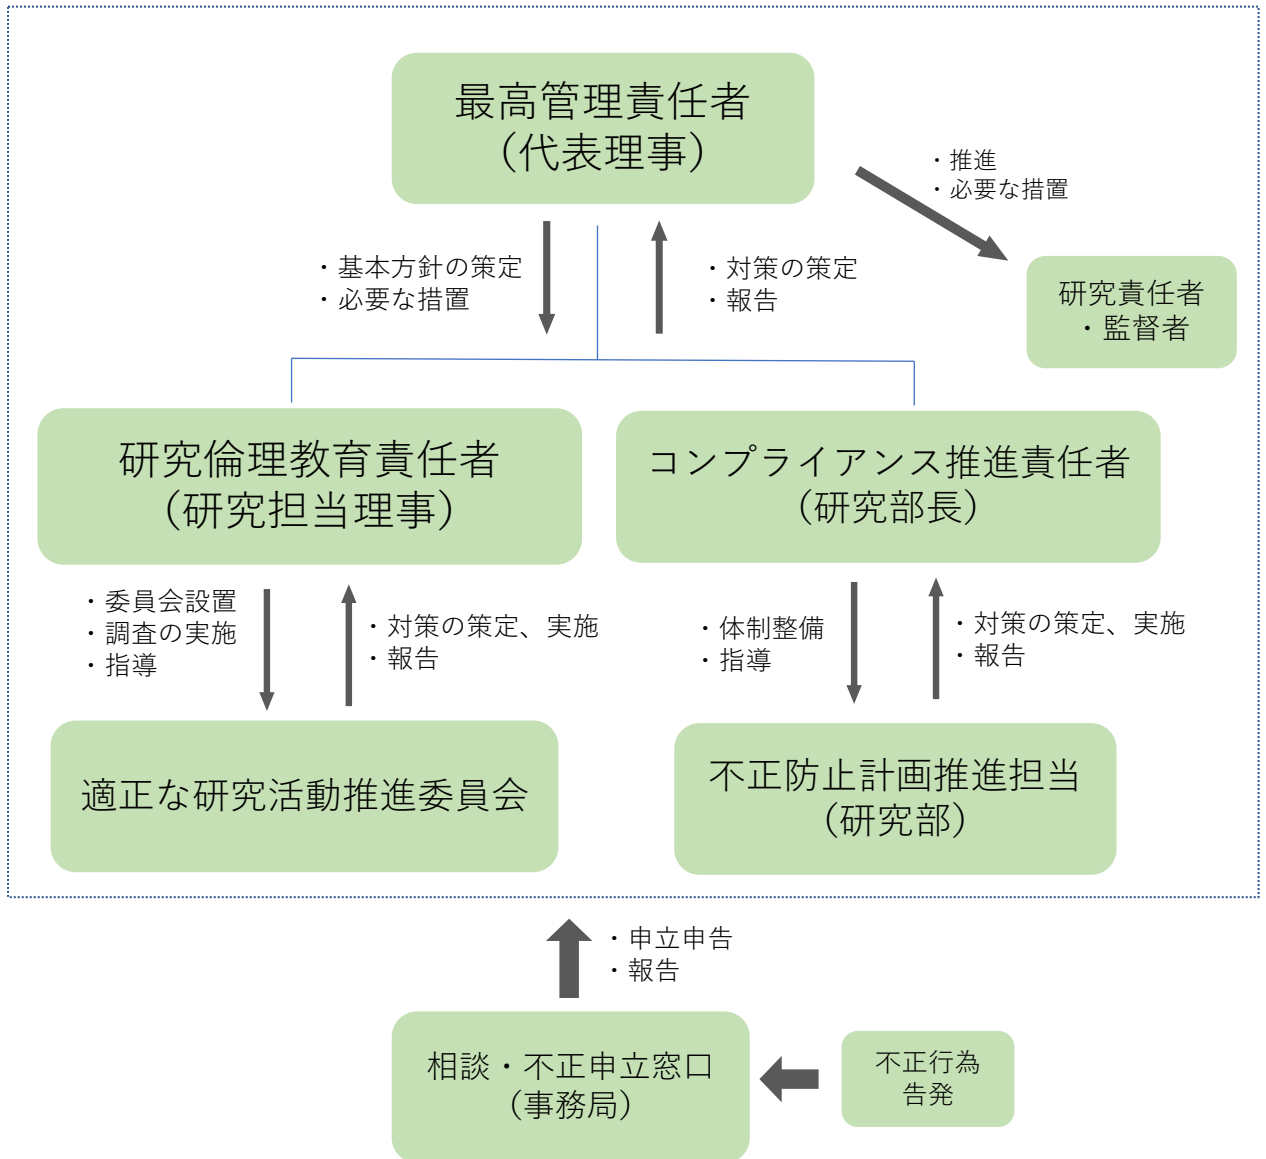 最高管理責任者
（代表理事）
・推進
・必要な措置
・基本方針の策定
・必要な措置
・対策の策定
・報告
研究責任者
・監督者
研究倫理教育責任者
（研究担当理事）
コンプライアンス推進責任者
（研究部長）
・委員会設置
・調査の実施
・指導
・対策の策定、実施
・報告
・体制整備
・指導
・対策の策定、実施
・報告
適正な研究活動推進委員会
不正防止計画推進担当
（研究部）
・申立申告
・報告
相談・不正申立窓口
（事務局）
不正行為
告発